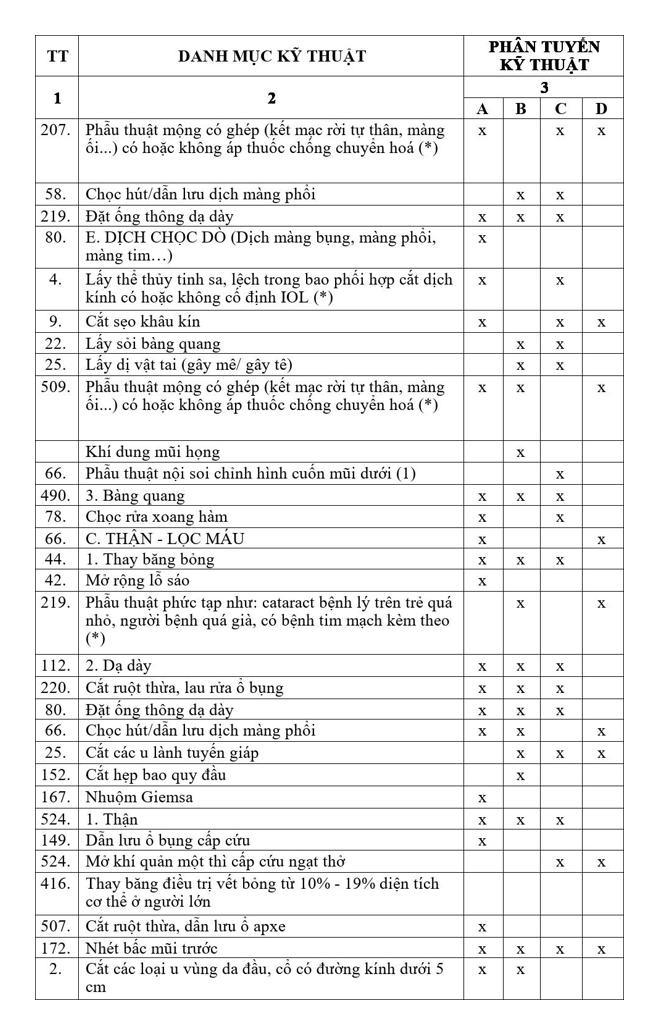 TT DANH MỤC KỸ THUẬT PHÂN TUYẾN
KỸ THUẬT
1 2 3
A B C D
207. Phẫu thuật mộng có ghép (kết mạc rời tự thân, màng x x x
ối...) có hoặc không áp thuốc chống chuyển hoá (*)
58. Chọc hút/dẫn lưu dịch màng phổi x x
219. Đặt ống thông dạ dày x x x
80. E. DỊCH CHỌC DÒ (Dịch màng bụng, màng phổi, x
màng tim…)
4. Lấy thể thủy tinh sa, lệch trong bao phối hợp cắt dịch x x
kính có hoặc không cố định IOL (*)
9. Cắt sẹo khâu kín x x x
22. Lấy sỏi bàng quang x x
25. Lấy dị vật tai (gây mê/ gây tê) x x
509. Phẫu thuật mộng có ghép (kết mạc rời tự thân, màng x x x
ối...) có hoặc không áp thuốc chống chuyển hoá (*)
Khí dung mũi họng x
66. Phẫu thuật nội soi chỉnh hình cuốn mũi dưới (1) x
490. 3. Bàng quang x x x
78. Chọc rửa xoang hàm x x
66. C. THẬN - LỌC MÁU x x
44. 1. Thay băng bỏng x x x
42. Mở rộng lỗ sáo x
219. Phẫu thuật phức tạp như: cataract bệnh lý trên trẻ quá x x
nhỏ, người bệnh quá già, có bệnh tim mạch kèm theo
(*)
112. 2. Dạ dày x x x
220. Cắt ruột thừa, lau rửa ổ bụng x x x
80. Đặt ống thông dạ dày x x x
66. Chọc hút/dẫn lưu dịch màng phổi x x x
25. Cắt các u lành tuyến giáp x x x
152. Cắt hẹp bao quy đầu x
167. Nhuộm Giemsa x
524. 1. Thận x x x
149. Dẫn lưu ổ bụng cấp cứu x
524. Mở khí quản một thì cấp cứu ngạt thở x x
416. Thay băng điều trị vết bỏng từ 10% - 19% diện tích
cơ thể ở người lớn
507. Cắt ruột thừa, dẫn lưu ổ apxe x
172. Nhét bấc mũi trước x x x x
2. Cắt các loại u vùng da đầu, cổ có đường kính dưới 5 x x
cm